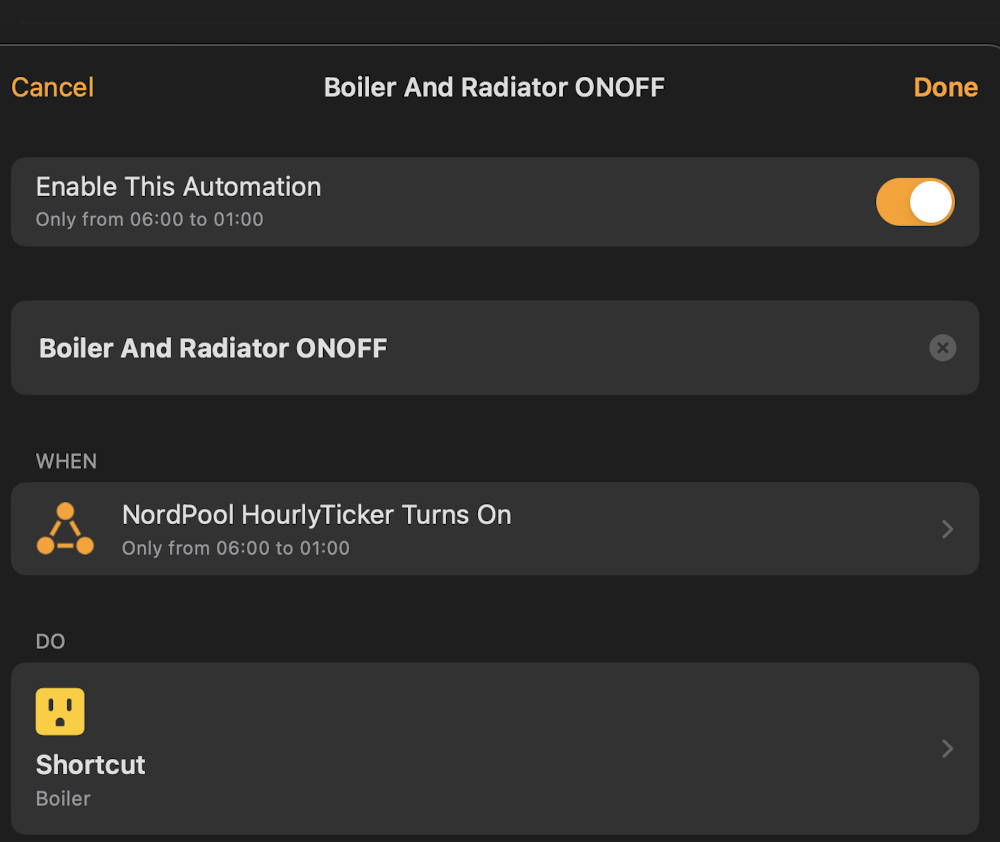 Cancel
Boiler And Radiator ONOFF
Done
Enable This Automation
Only from 06:00 to 01:00
Boiler And Radiator ONOFF
WHEN
NordPool HourlyTicker Turns On
Only from 06:00 to 01:00
DO
Shortcut
Boiler